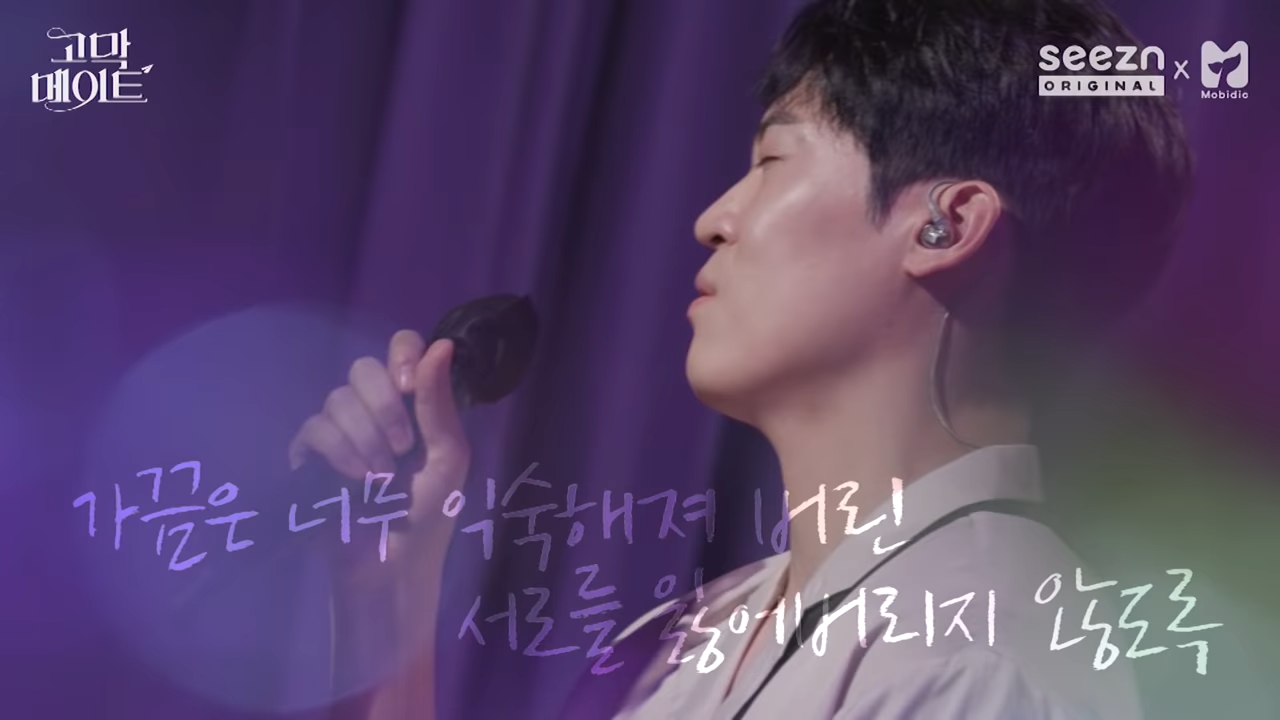 고막
메이트
seezn
ORIGINAL
x
Mobidic
가끔은 너무 익숙해져 버린
서로를 잃어버리지 않도록